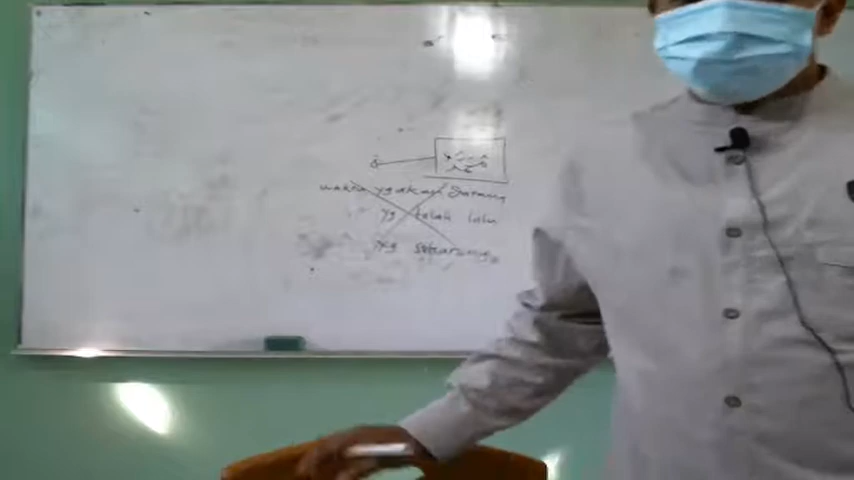 waktu yg akan datang
yg telah lalu
yg sekarang